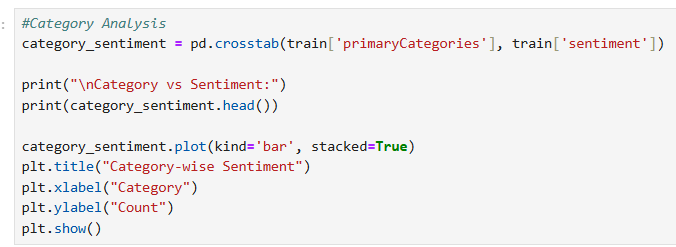 :
#Category Analysis
category_sentiment = pd.crosstab(train['primaryCategories'], train['sentiment'])
print("\nCategory vs Sentiment:")
print(category_sentiment.head())
category_sentiment.plot(kind='bar', stacked=True)
plt.title("Category-wise Sentiment")
plt.xlabel("Category")
plt.ylabel("Count")
plt.show()